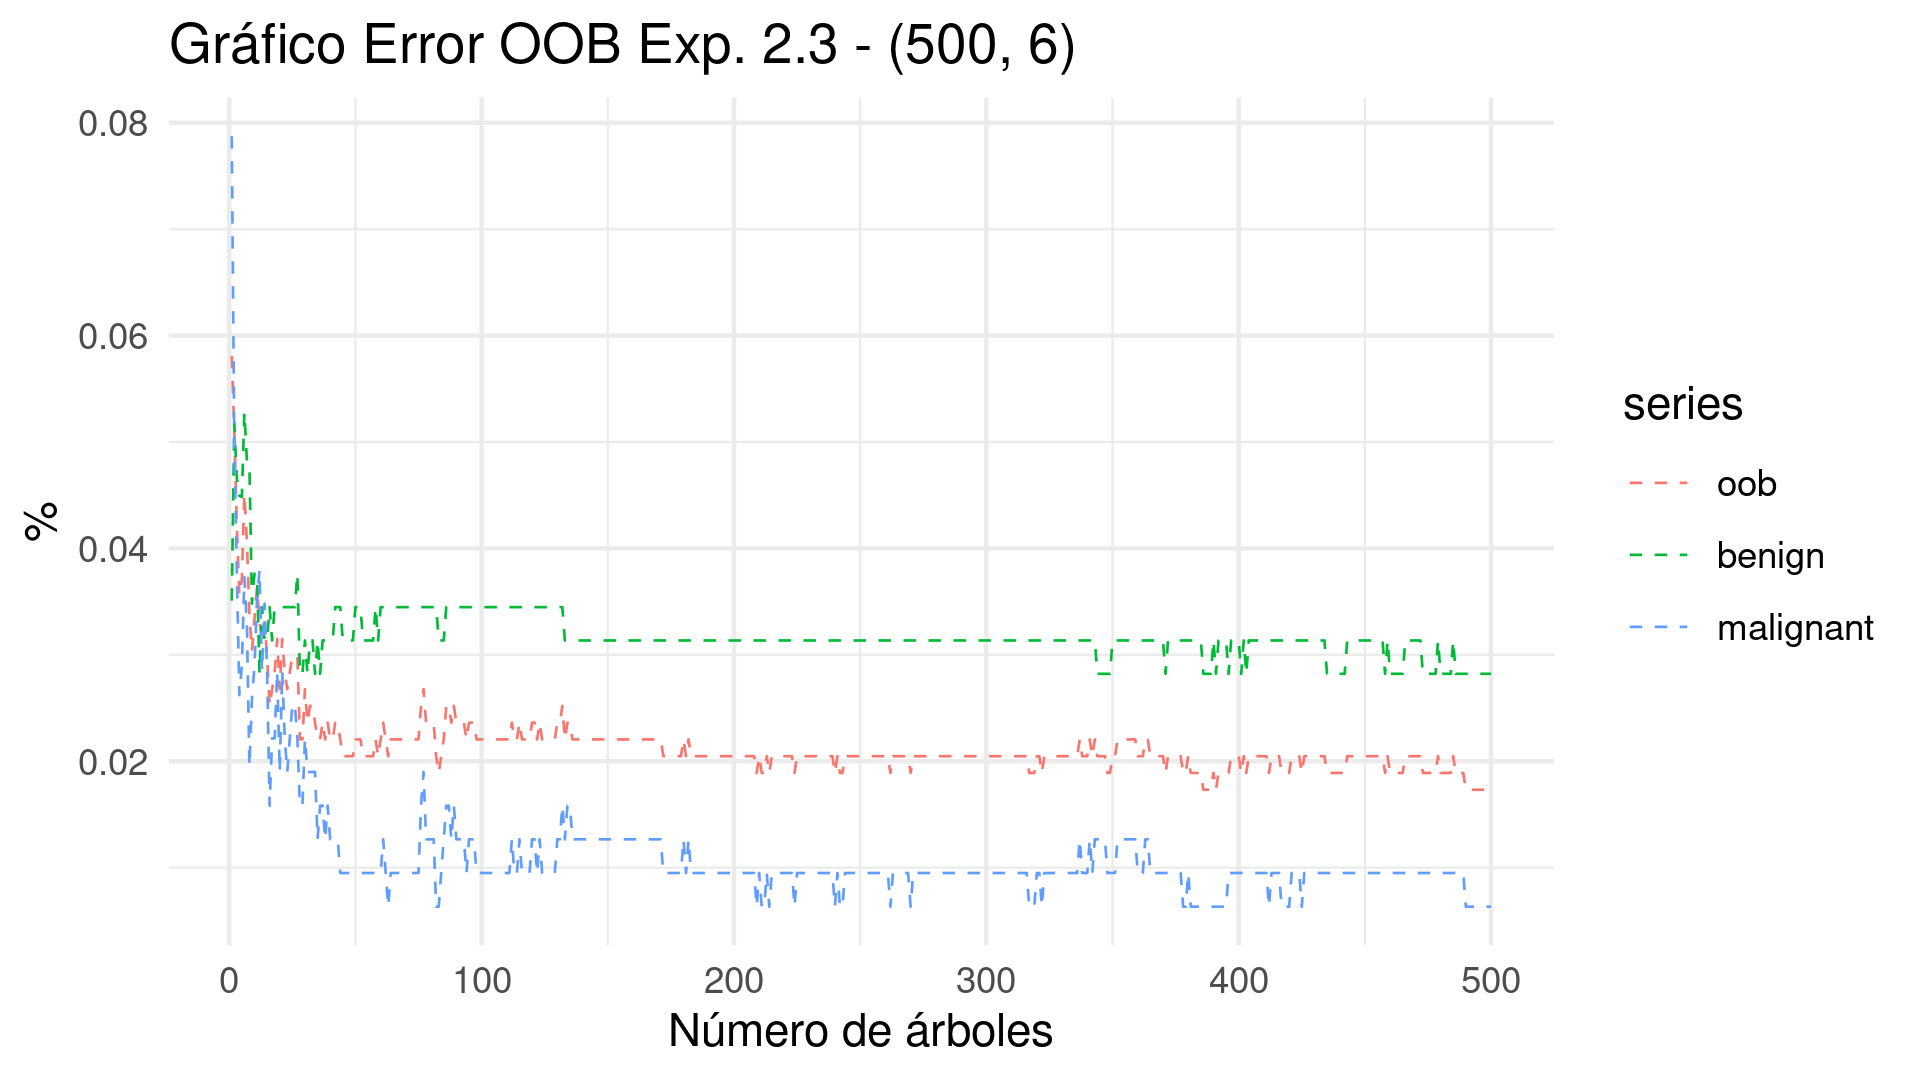 Gráfico Error OOB Exp. 2.3 - (500, 6)
0.08
0.06
0.04
0.02
%
0 100 200 300 400 500
Número de árboles
series
oob
benign
malignant